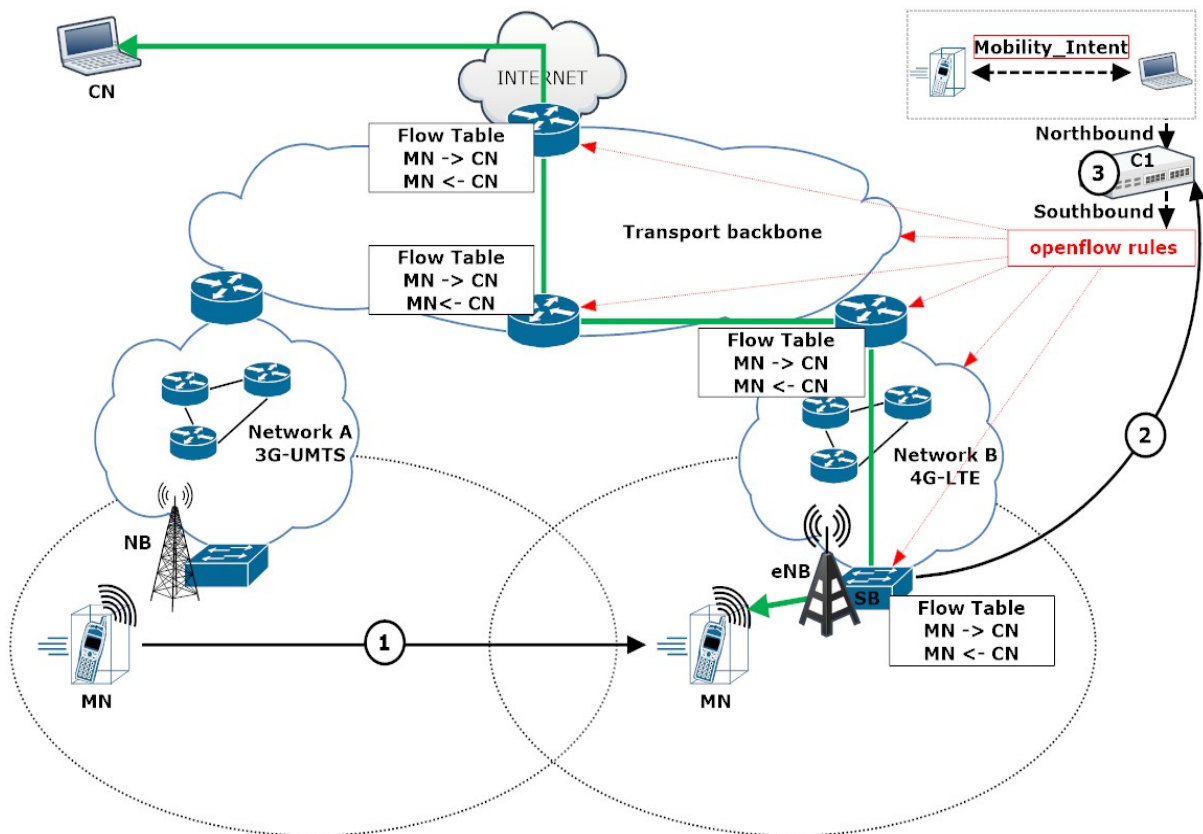 CN
INTERNET
Mobility_Intent
Northbound
C1
3
Southbound
openflow rules
Flow Table
MN -> CN
MN <- CN
Transport backbone
Flow Table
MN -> CN
MN<- CN
Flow Table
MN -> CN
MN <- CN
Network A
3G-UMTS
Network B
4G-LTE
2
NB
eNB
SB
Flow Table
MN -> CN
MN <- CN
1
MN
MN